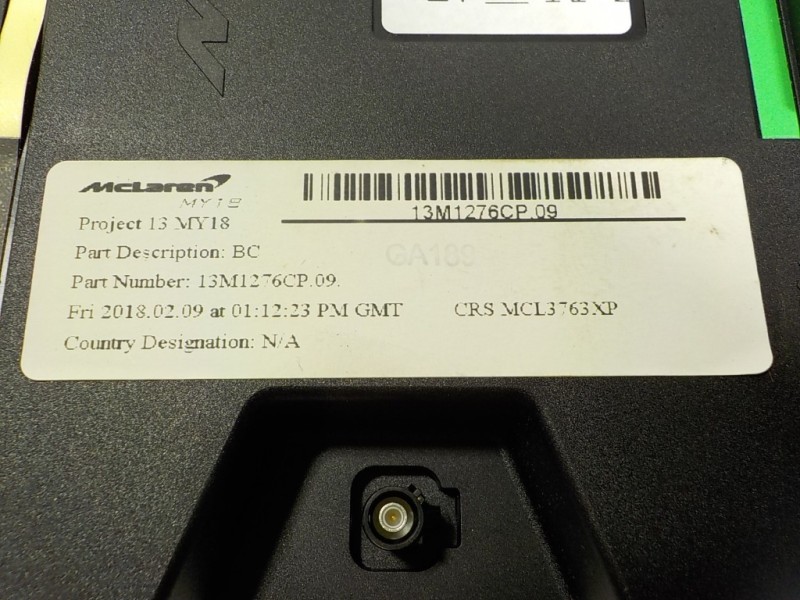 McLaren
MY18
13M1276CP.09
Project 13 MY18
Part Description: BC
Part Number: 13M1276CP.09.
Fri 2018.02.09 at 01:12:23 PM GMT CRS MCL3763XP
Country Designation: N/A